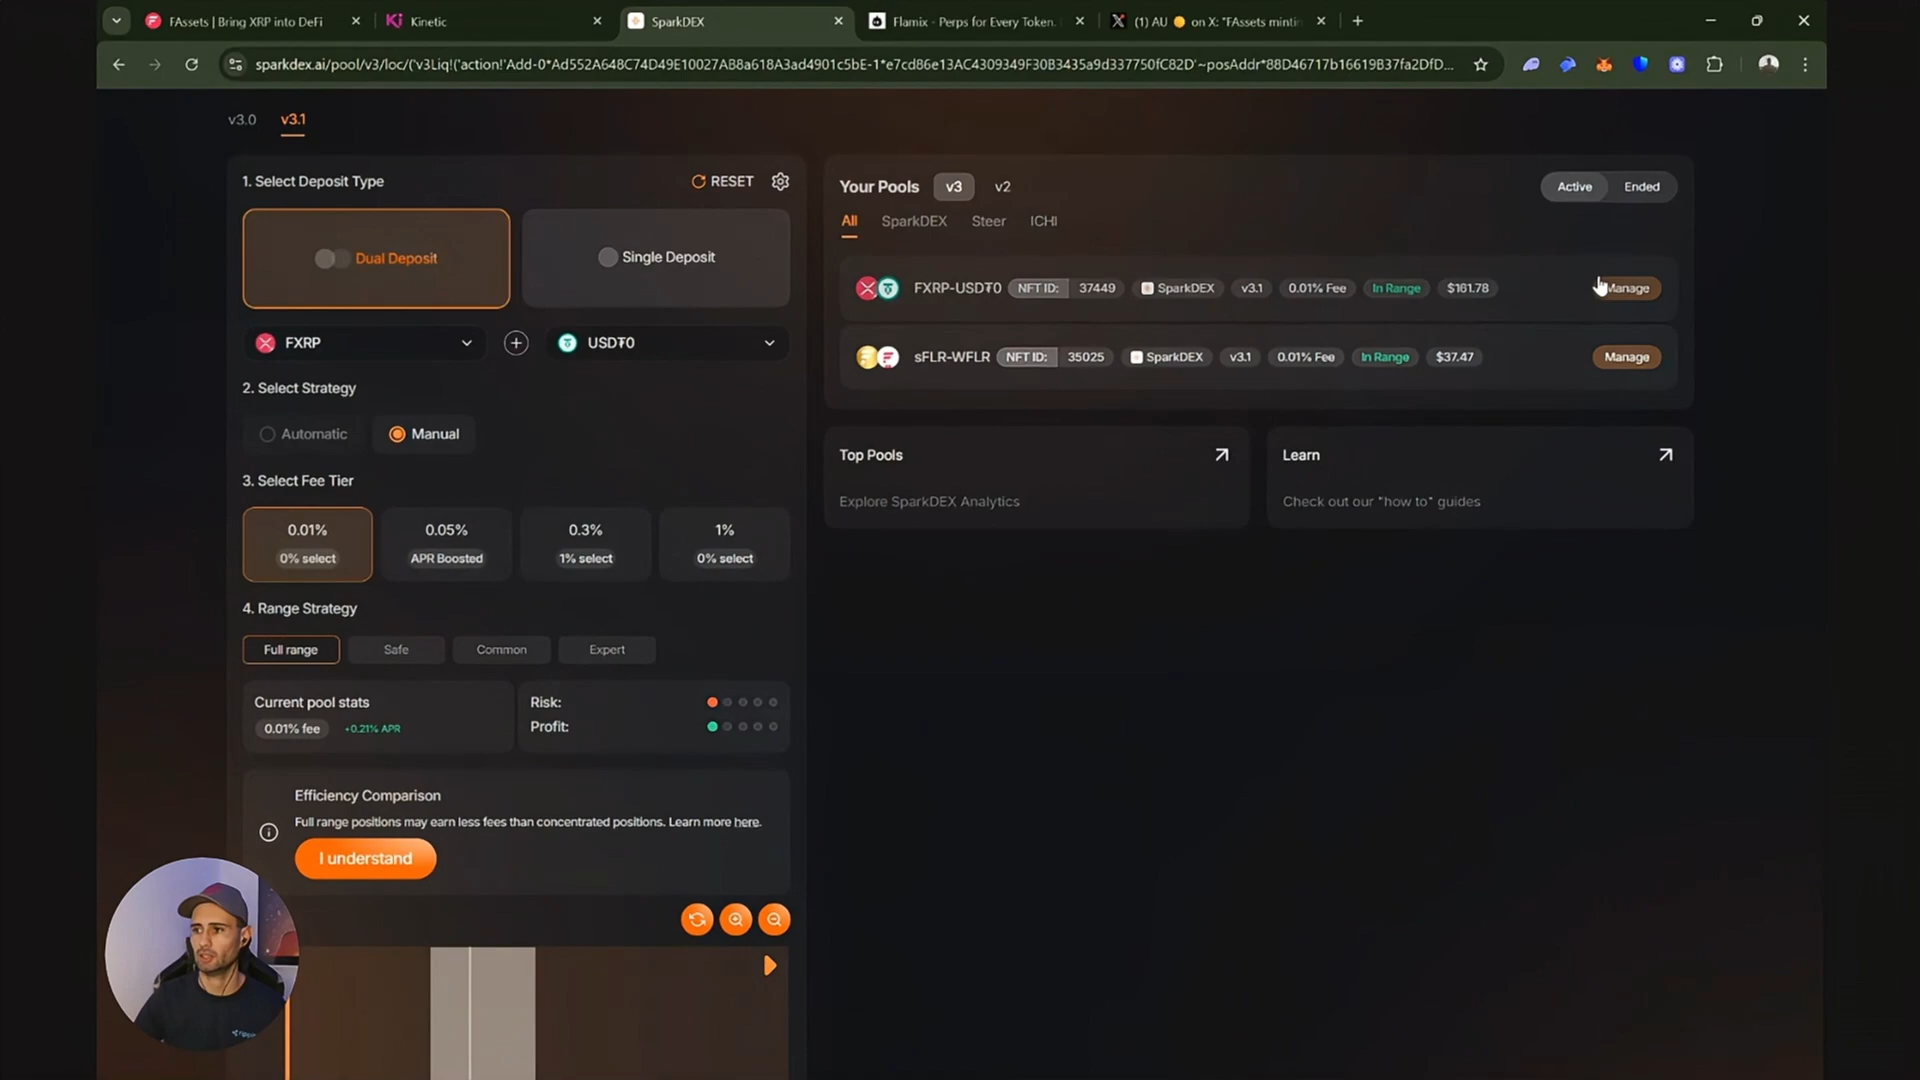 FAssets | Bring XRP into DeFi
Kinetic
SparkDEX
Flamix - Perps for Every Token.
(1) AU on X: "FAssets mintin
sparkdex.ai/pool/v3/loc/('v3Liq!('action!'Add-0*Ad552A648C74D49E10027AB8a618A3ad4901c5bE-1*e7cd86e13AC4309349F30B3435a9d337750fC82D'~posAddr*88D46717b16619B37fa2DfD...
v3.0
v3.1
1. Select Deposit Type
RESET
Dual Deposit
Single Deposit
FXRP
USD₮0
2. Select Strategy
Automatic
Manual
3. Select Fee Tier
0.01%
0% select
0.05%
APR Boosted
0.3%
1% select
1%
0% select
4. Range Strategy
Full range
Safe
Common
Expert
Current pool stats
0.01% fee
+0.21% APR
Risk:
Profit:
Efficiency Comparison
Full range positions may earn less fees than concentrated positions. Learn more here.
I understand
Your Pools
v3
v2
Active
Ended
All
SparkDEX
Steer
ICHI
FXRP-USD₮0 NFT ID: 37449 SparkDEX v3.1 0.01% Fee In Range $161.78 Manage
sFLR-WFLR NFT ID: 35025 SparkDEX v3.1 0.01% Fee In Range $37.47 Manage
Top Pools
Explore SparkDEX Analytics
Learn
Check out our "how to" guides